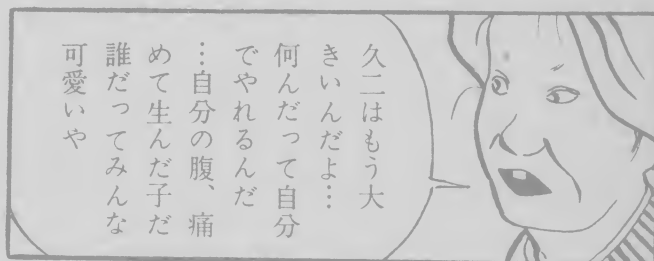 久二はもう大
きいんだよ…
何んだって自分
でやれるんだ
…自分の腹、痛
めて生んだ子だ
誰だってみんな
可愛いや